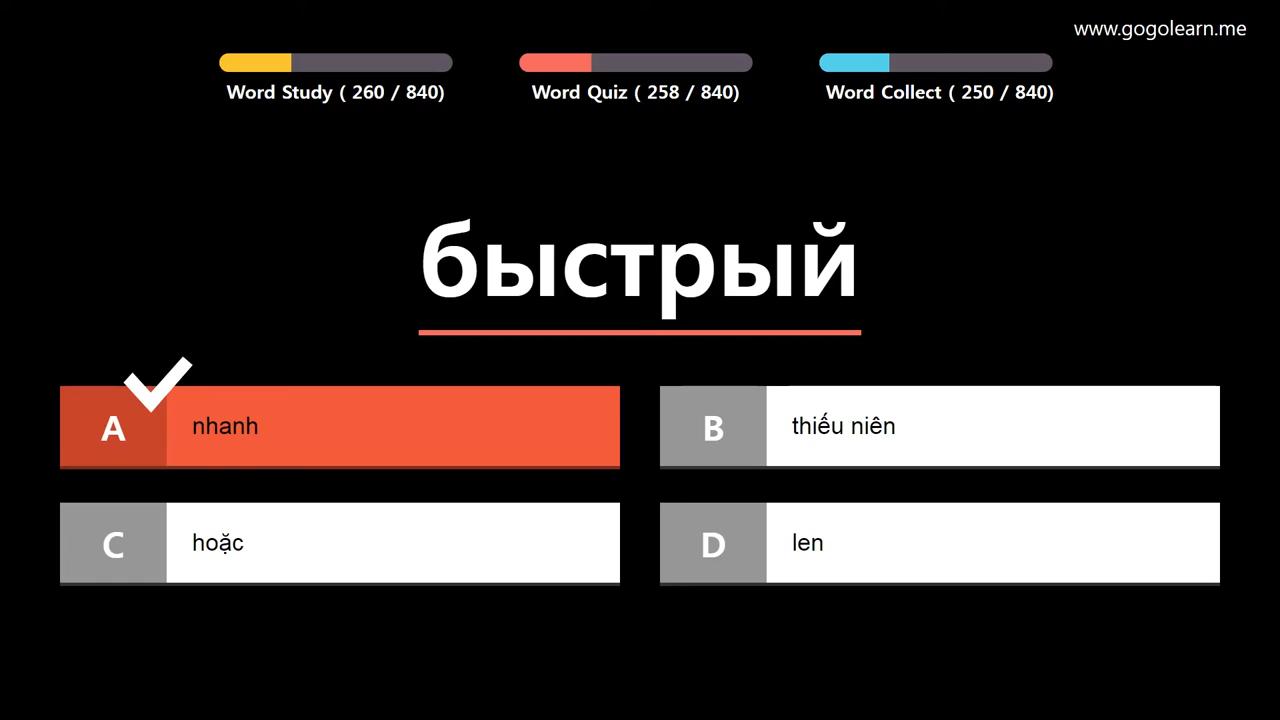 www.gogolearn.me
Word Study ( 260 / 840)
Word Quiz ( 258 / 840)
Word Collect ( 250 / 840)
быстрый
A nhanh
B thiếu niên
C hoặc
D len